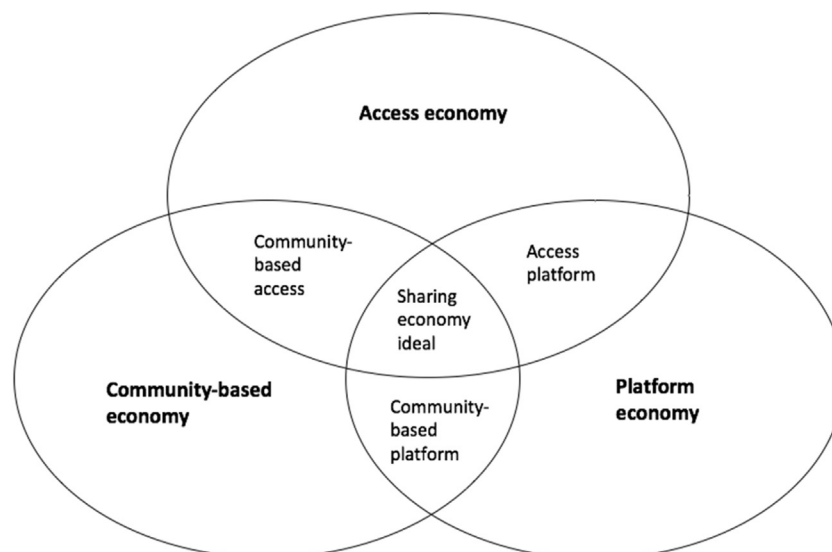 Access economy
Community-
based
access
Access
platform
Sharing
economy
ideal
Community-based
economy
Platform
economy
Community-
based
platform